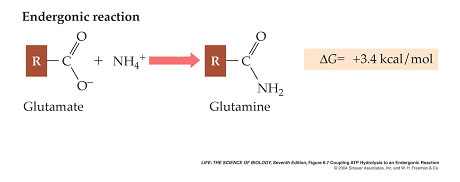 Endergonic reaction
R
C
O
O⁻
+ NH₄⁺
R
C
O
NH₂
ΔG= +3.4 kcal/mol
Glutamate
Glutamine
LIFE: THE SCIENCE OF BIOLOGY, Seventh Edition, Figure 6.7 Coupling ATP Hydrolysis to an Endergonic Reaction
© 2004 Sinauer Associates, Inc. and W. H. Freeman & Co.